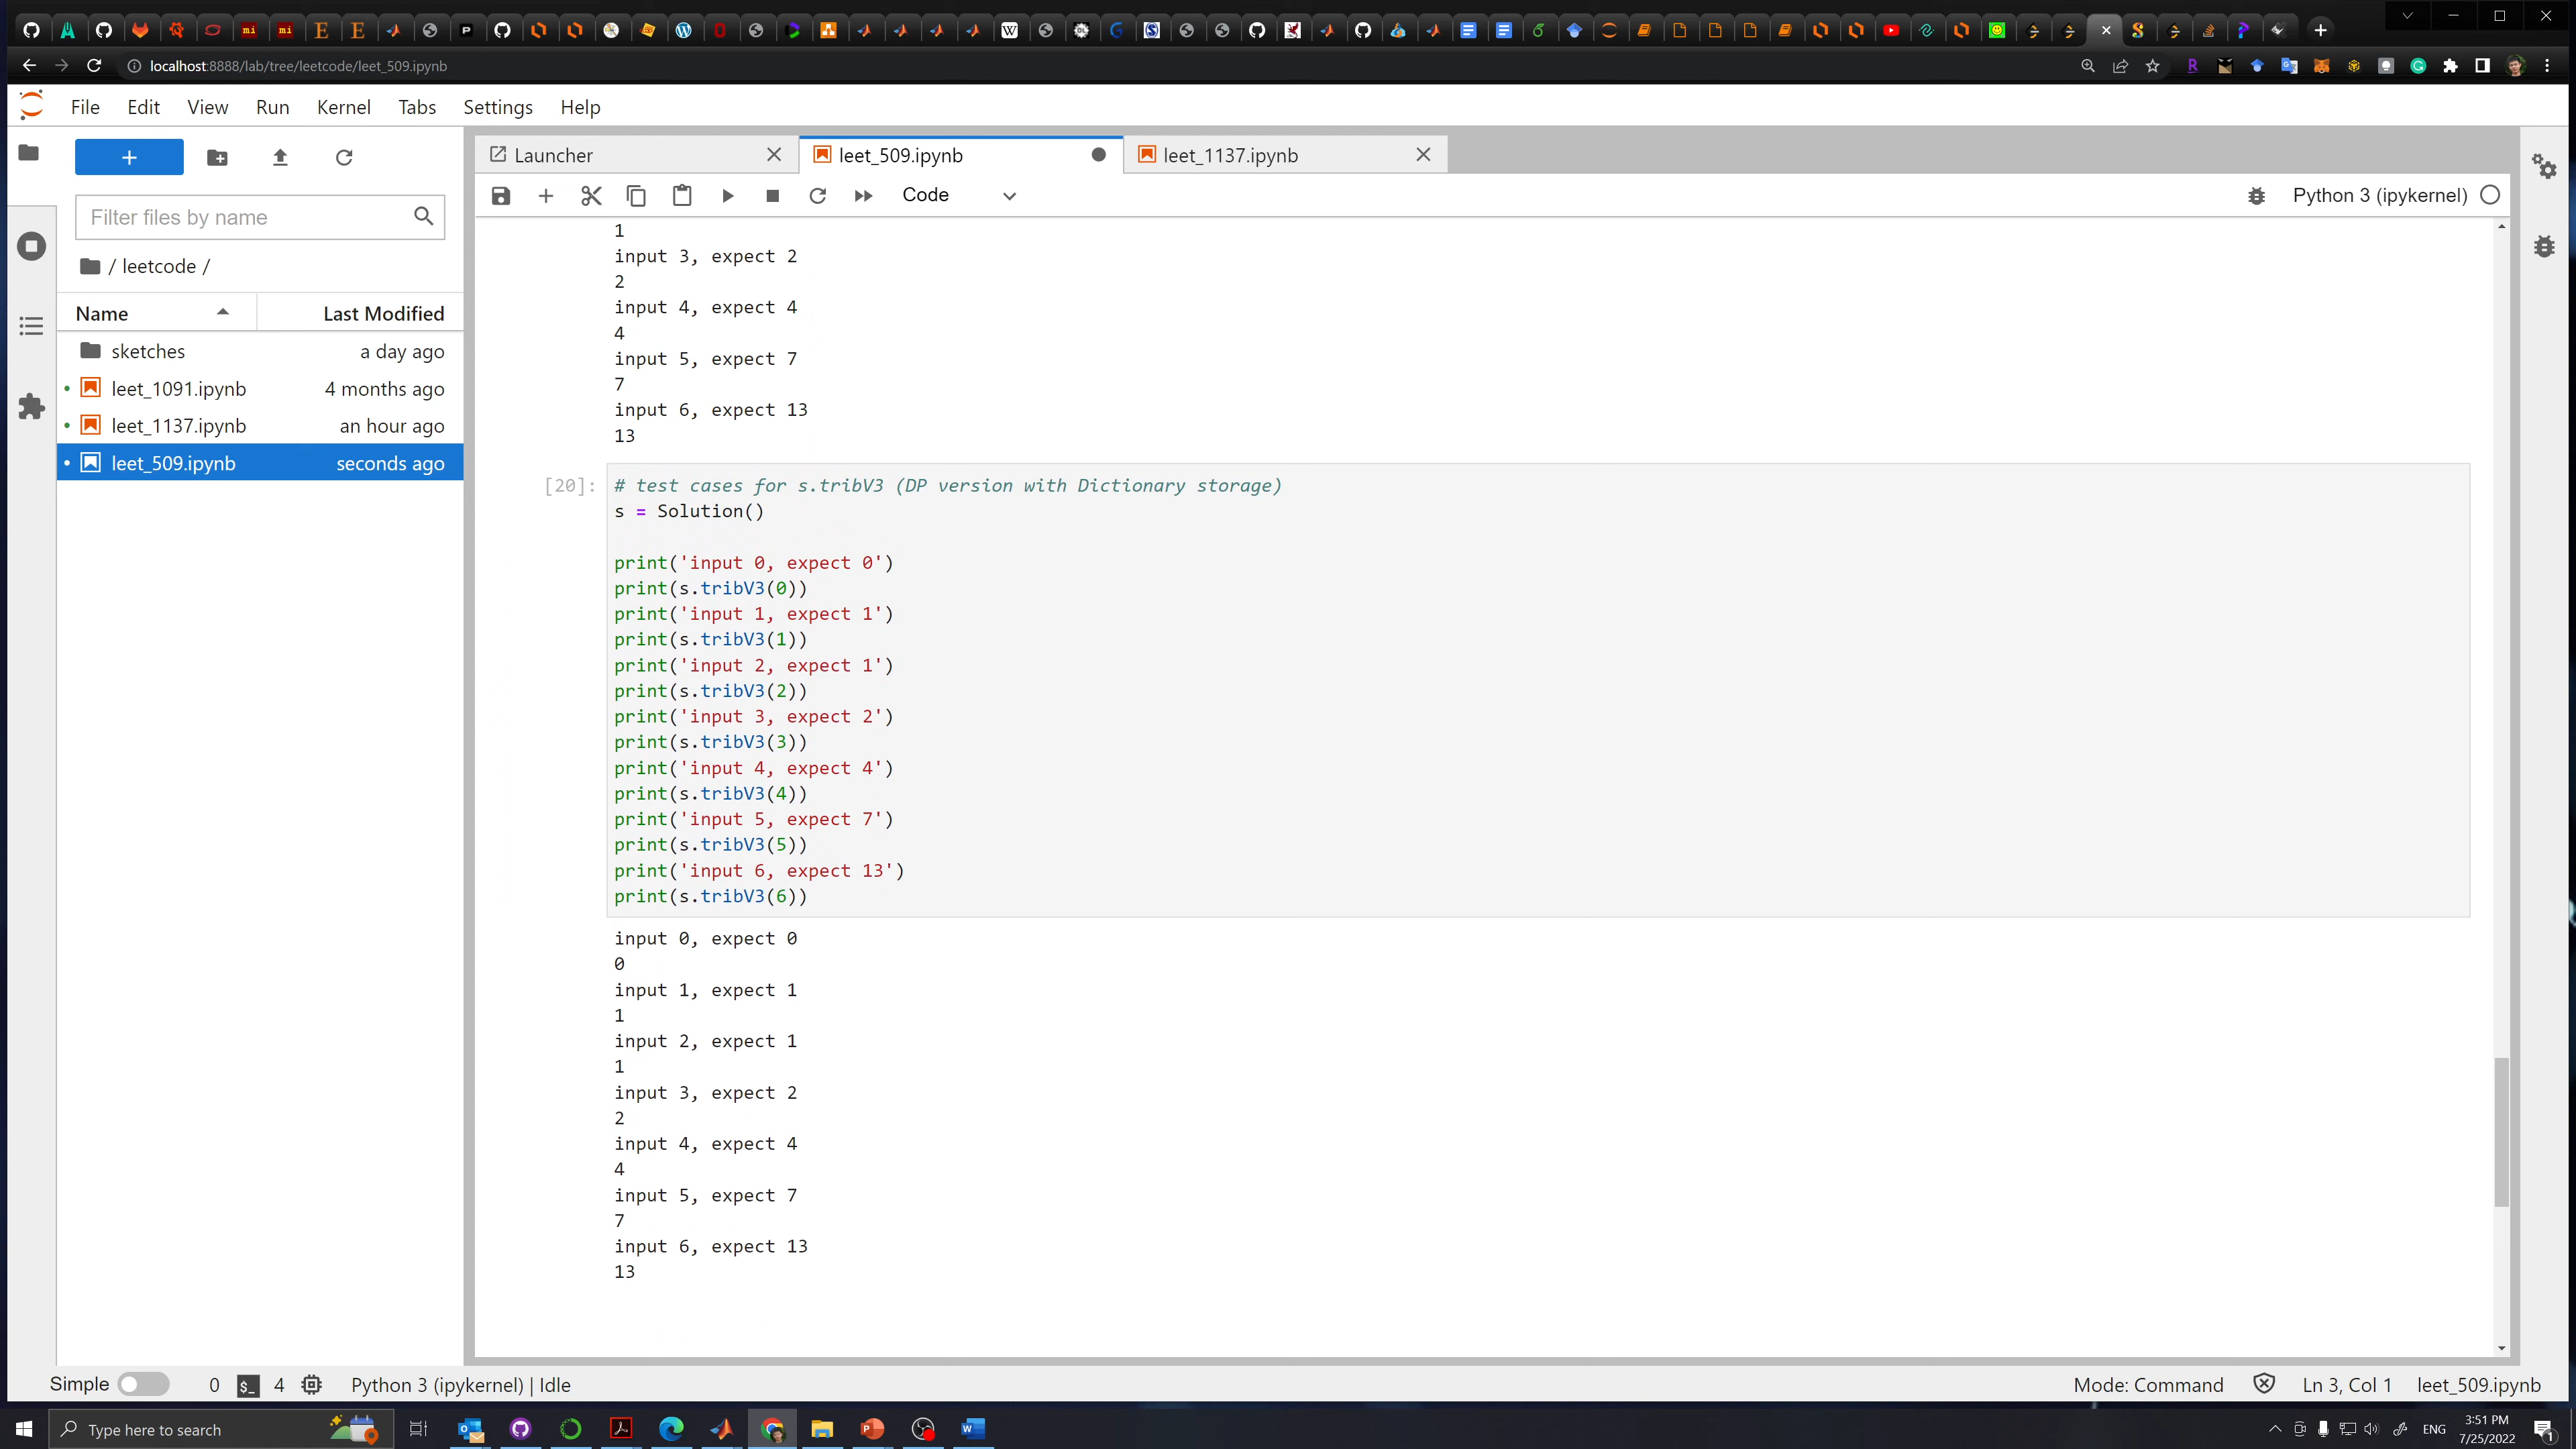 localhost:8888/lab/tree/leetcode/leet_509.ipynb
File Edit View Run Kernel Tabs Settings Help
Launcher
leet_509.ipynb
leet_1137.ipynb
Code
Python 3 (ipykernel)
Filter files by name
/ leetcode /
Name Last Modified
sketches a day ago
leet_1091.ipynb 4 months ago
leet_1137.ipynb an hour ago
leet_509.ipynb seconds ago
1
input 3, expect 2
2
input 4, expect 4
4
input 5, expect 7
7
input 6, expect 13
13
[20]: # test cases for s.tribV3 (DP version with Dictionary storage)
s = Solution()
print('input 0, expect 0')
print(s.tribV3(0))
print('input 1, expect 1')
print(s.tribV3(1))
print('input 2, expect 1')
print(s.tribV3(2))
print('input 3, expect 2')
print(s.tribV3(3))
print('input 4, expect 4')
print(s.tribV3(4))
print('input 5, expect 7')
print(s.tribV3(5))
print('input 6, expect 13')
print(s.tribV3(6))
input 0, expect 0
0
input 1, expect 1
1
input 2, expect 1
1
input 3, expect 2
2
input 4, expect 4
4
input 5, expect 7
7
input 6, expect 13
13
Simple 0 $_ 4 Python 3 (ipykernel) | Idle Mode: Command Ln 3, Col 1 leet_509.ipynb
Type here to search
ENG
3:51 PM
7/25/2022
1